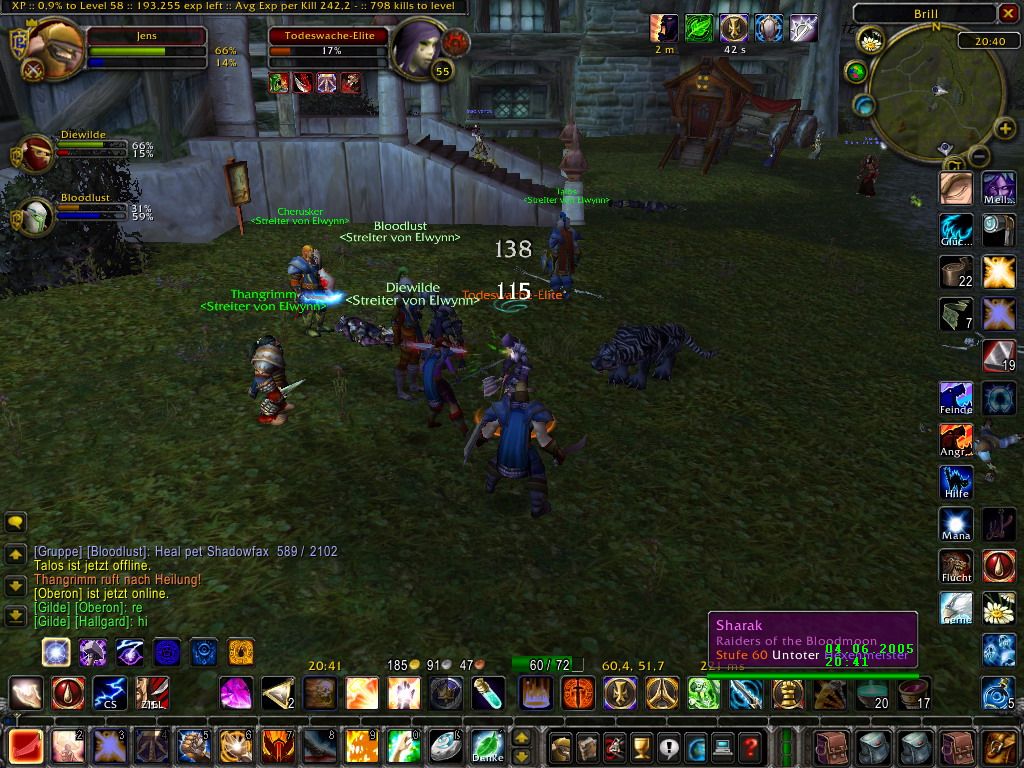 XP :: 0,9% to Level 58 :: 193,255 exp left :: Avg Exp per Kill 242,2 - :: 798 kills to level
Brill
20:40
N
Jens
66%
14%
Todeswache-Elite
17%
55
2 m
42 s
Diewilde
66%
15%
Bloodlust
31%
59%
Talos
<Streiter von Elwynn>
Cherusker
<Streiter von Elwynn>
Bloodlust
<Streiter von Elwynn>
138
115
Thangrimm
<Streiter von Elwynn>
Diewilde
<Streiter von Elwynn>
Todeswache-Elite
22
7
19
Feinde
Angr...
Hilfe
Mana
Flucht
[Gruppe] [Bloodlust]: Heal pet Shadowfax 589 / 2102
Talos ist jetzt offline.
Thangrimm ruft nach Heilung!
[Oberon] ist jetzt online.
[Gilde] [Oberon]: re
[Gilde] [Hallgard]: hi
Sharak
Raiders of the Bloodmoon
Stufe 60 Untoter Hexenmeister
04.06.2005
20:41
20:41
185
91
47
60 / 72
60,4, 51.7
221 ms
CS
ZIEL
2
20
17
5
Danke